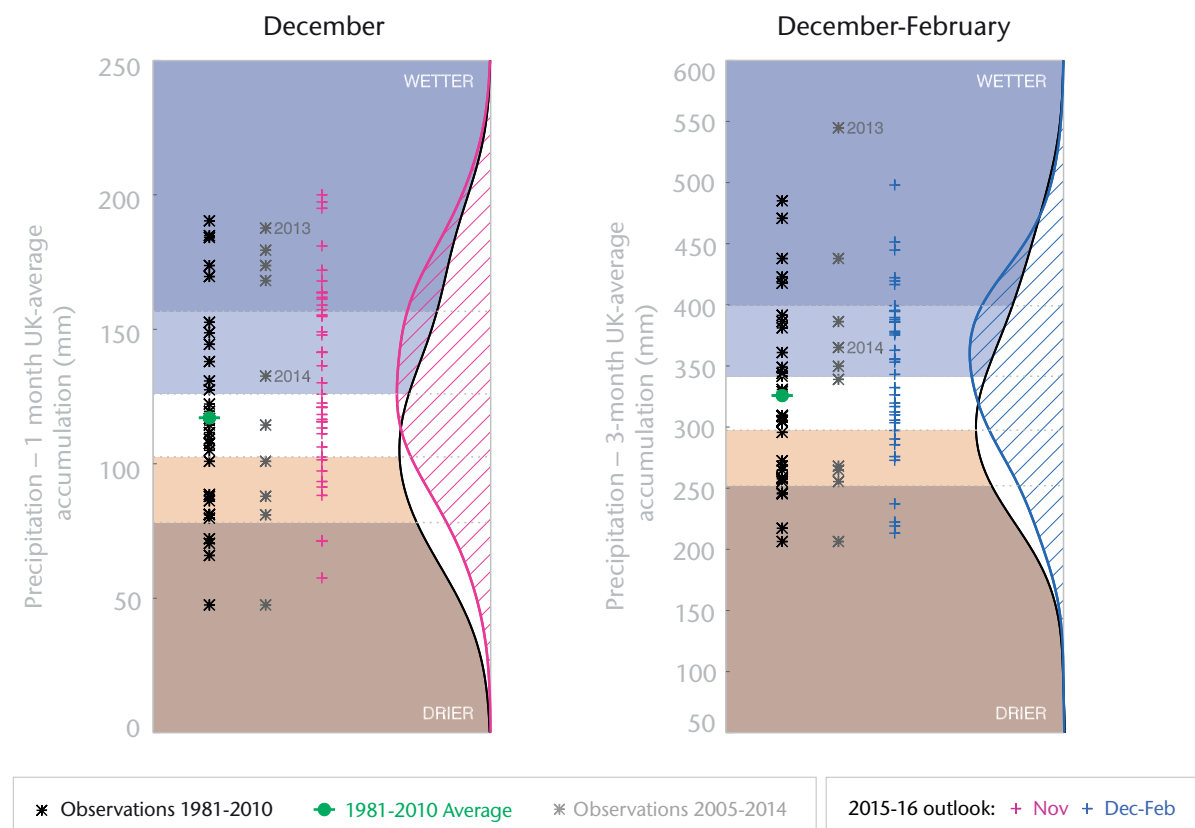 December
Precipitation – 1 month UK-average
accumulation (mm)
250
200
150
100
50
0
WETTER
2013
2014
DRIER
December-February
Precipitation – 3-month UK-average
accumulation (mm)
600
550
500
450
400
350
300
250
200
150
100
50
WETTER
2013
2014
DRIER
Observations 1981-2010 1981-2010 Average Observations 2005-2014
2015-16 outlook: + Nov + Dec-Feb